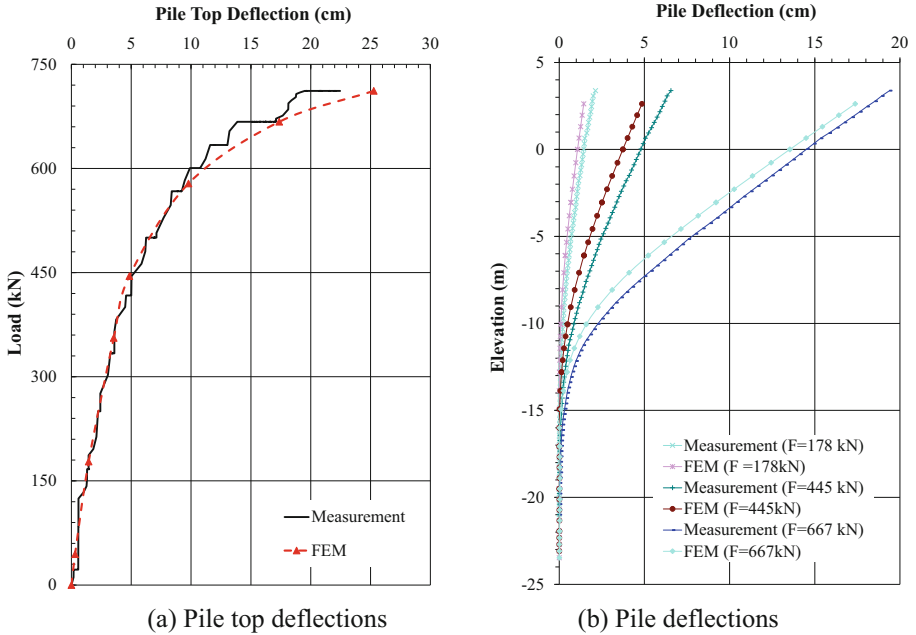 Pile Top Deflection (cm)
0 5 10 15 20 25 30
750
600
450
300
150
0
Load (kN)
Measurement
FEM
(a) Pile top deflections
Pile Deflection (cm)
0 5 10 15 20
5
0
-5
-10
-15
-20
-25
Elevation (m)
Measurement (F=178 kN)
FEM (F =178kN)
Measurement (F=445 kN)
FEM (F=445kN)
Measurement (F=667 kN)
FEM (F=667kN)
(b) Pile deflections